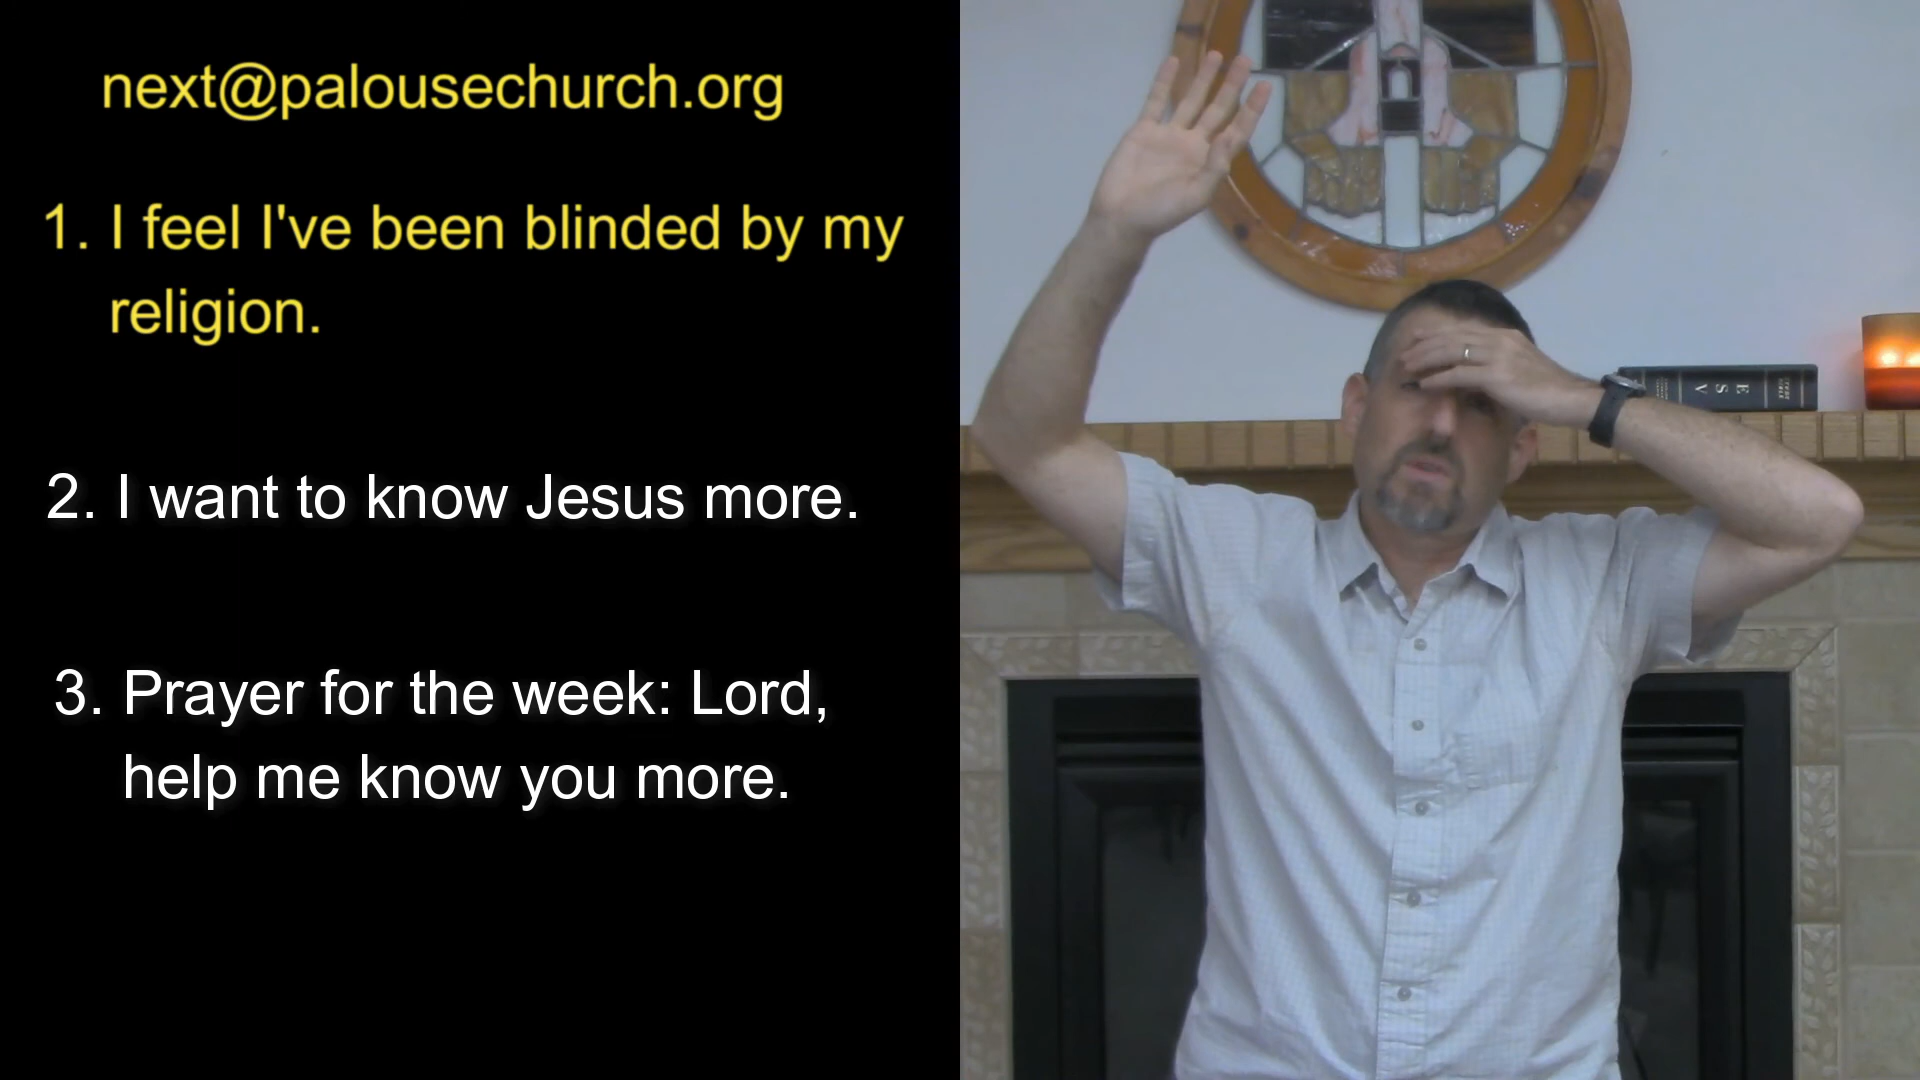 next@palousechurch.org
1. I feel I've been blinded by my
religion.
2. I want to know Jesus more.
3. Prayer for the week: Lord,
help me know you more.
ESV